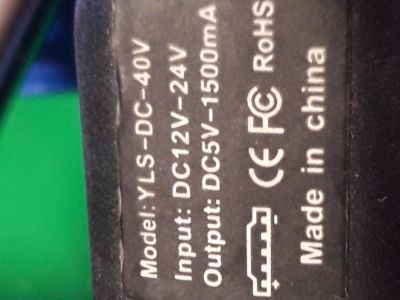 Model: YLS-DC-40V
Input: DC12V-24V
Output: DC5V-1500mA
CE FC RoHS
Made in china